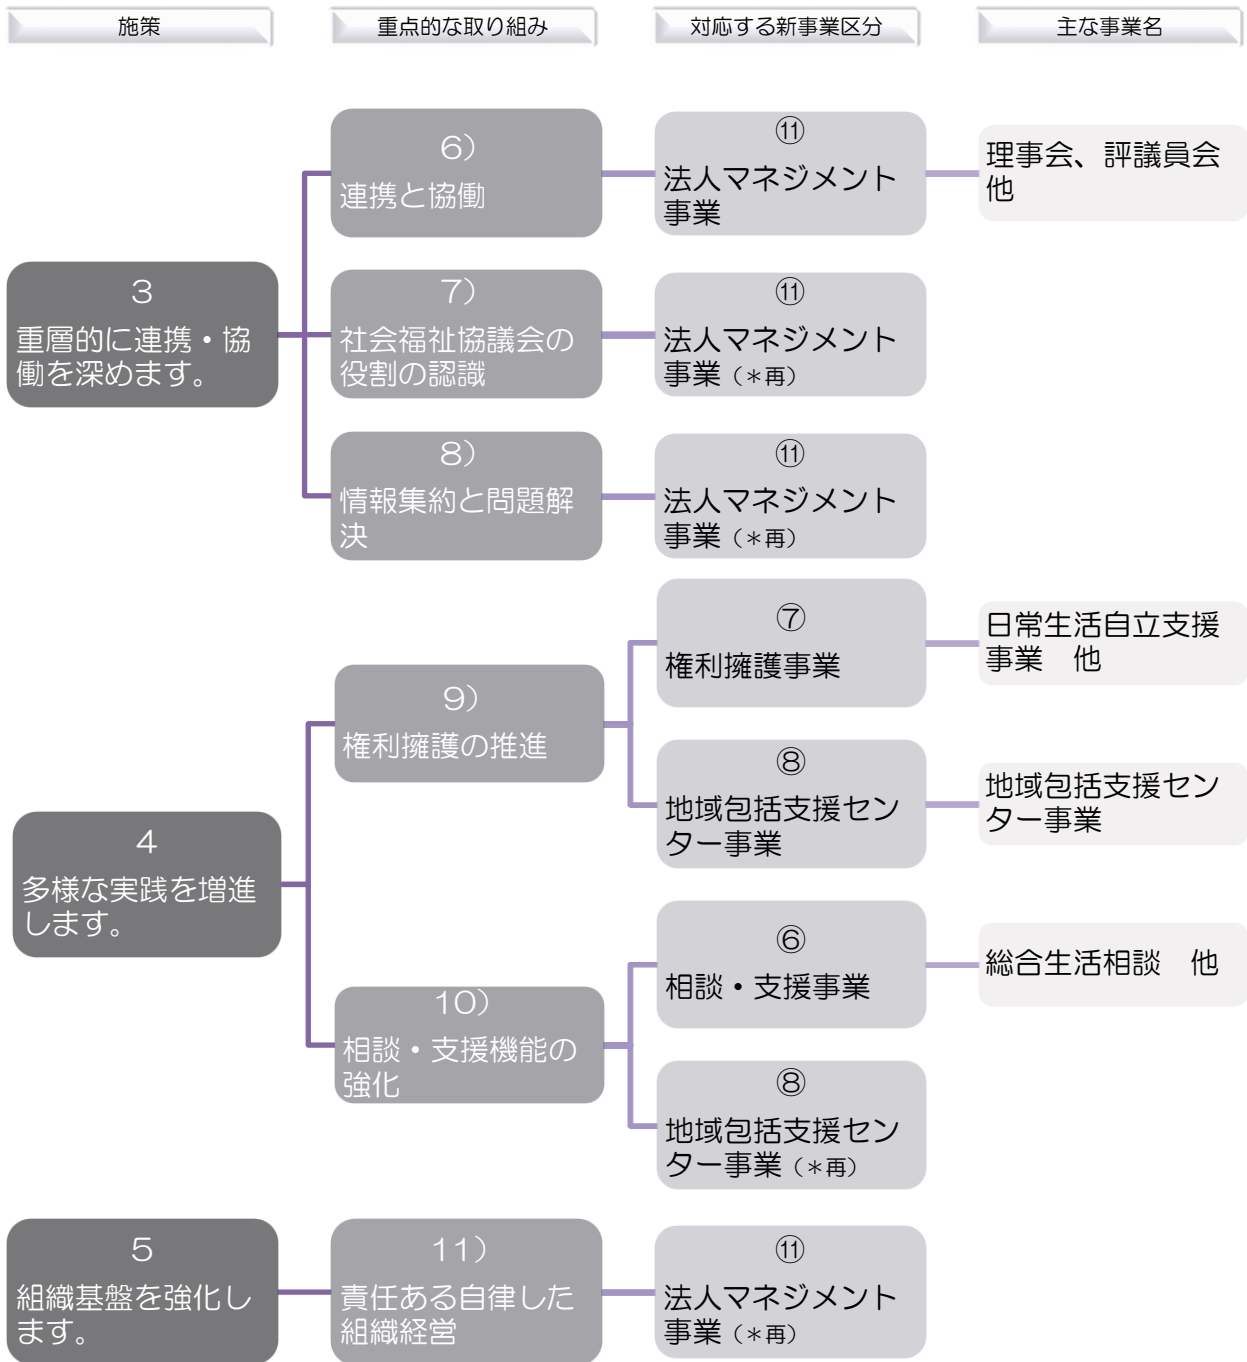 施策
重点的な取り組み
対応する新事業区分
主な事業名
3
重層的に連携・協
働を深めます。
6）
連携と協働
⑪
法人マネジメント
事業
理事会、評議員会
他
7）
社会福祉協議会の
役割の認識
⑪
法人マネジメント
事業（＊再）
8）
情報集約と問題解
決
⑪
法人マネジメント
事業（＊再）
4
多様な実践を増進
します。
9）
権利擁護の推進
⑦
権利擁護事業
日常生活自立支援
事業　他
⑧
地域包括支援セン
ター事業
地域包括支援セン
ター事業
10）
相談・支援機能の
強化
⑥
相談・支援事業
総合生活相談　他
⑧
地域包括支援セン
ター事業（＊再）
5
組織基盤を強化し
ます。
11）
責任ある自律した
組織経営
⑪
法人マネジメント
事業（＊再）